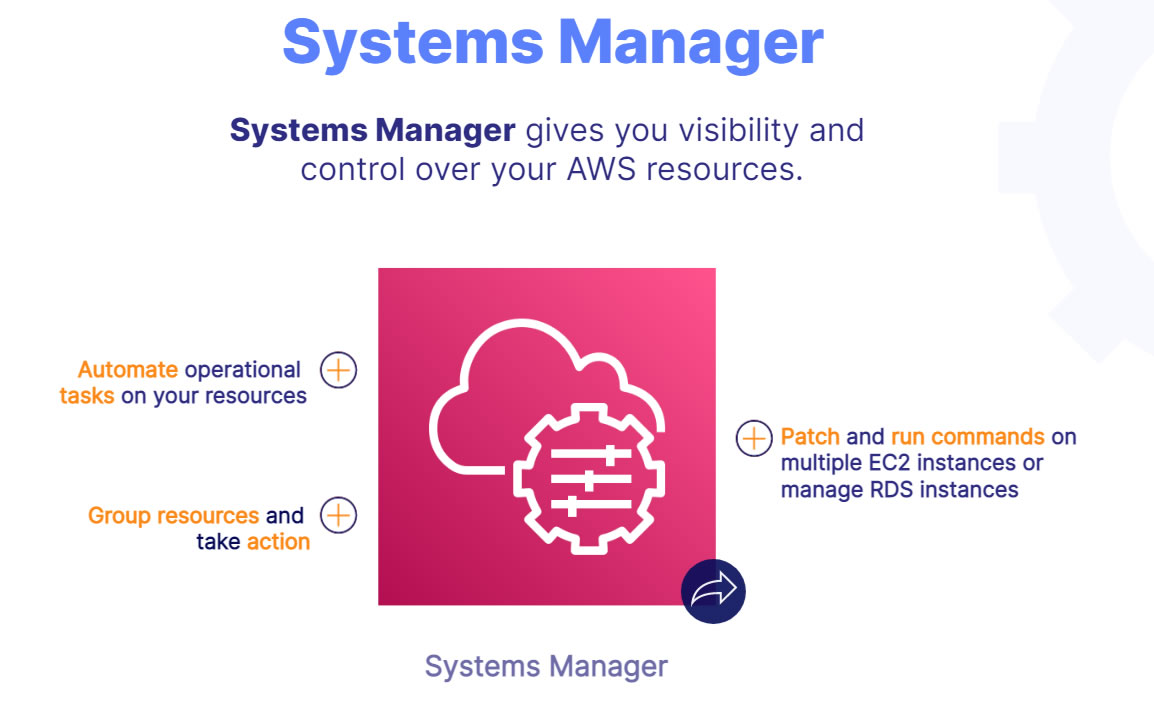 Systems Manager
Systems Manager gives you visibility and
control over your AWS resources.
Automate operational
tasks on your resources
Group resources and
take action
Patch and run commands on
multiple EC2 instances or
manage RDS instances
Systems Manager